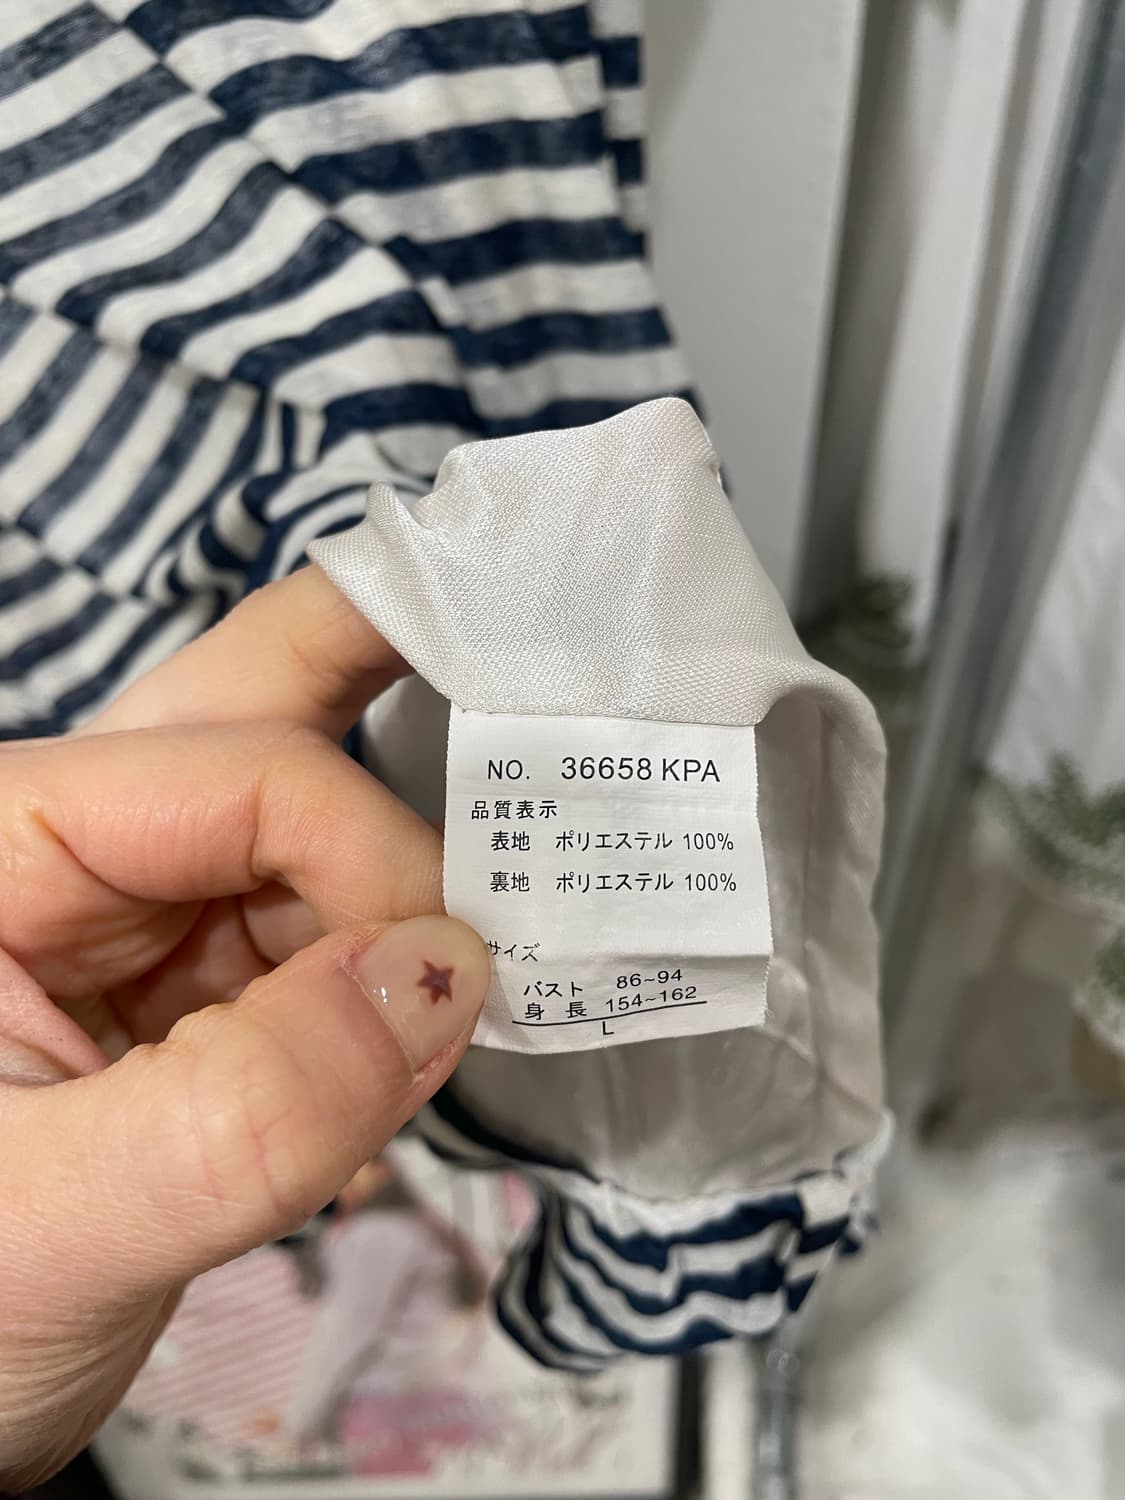 NO. 36658 KPA
品質表示
表地 ポリエステル 100%
裏地 ポリエステル 100%
サイズ
バスト 86~94
身長 154~162
L